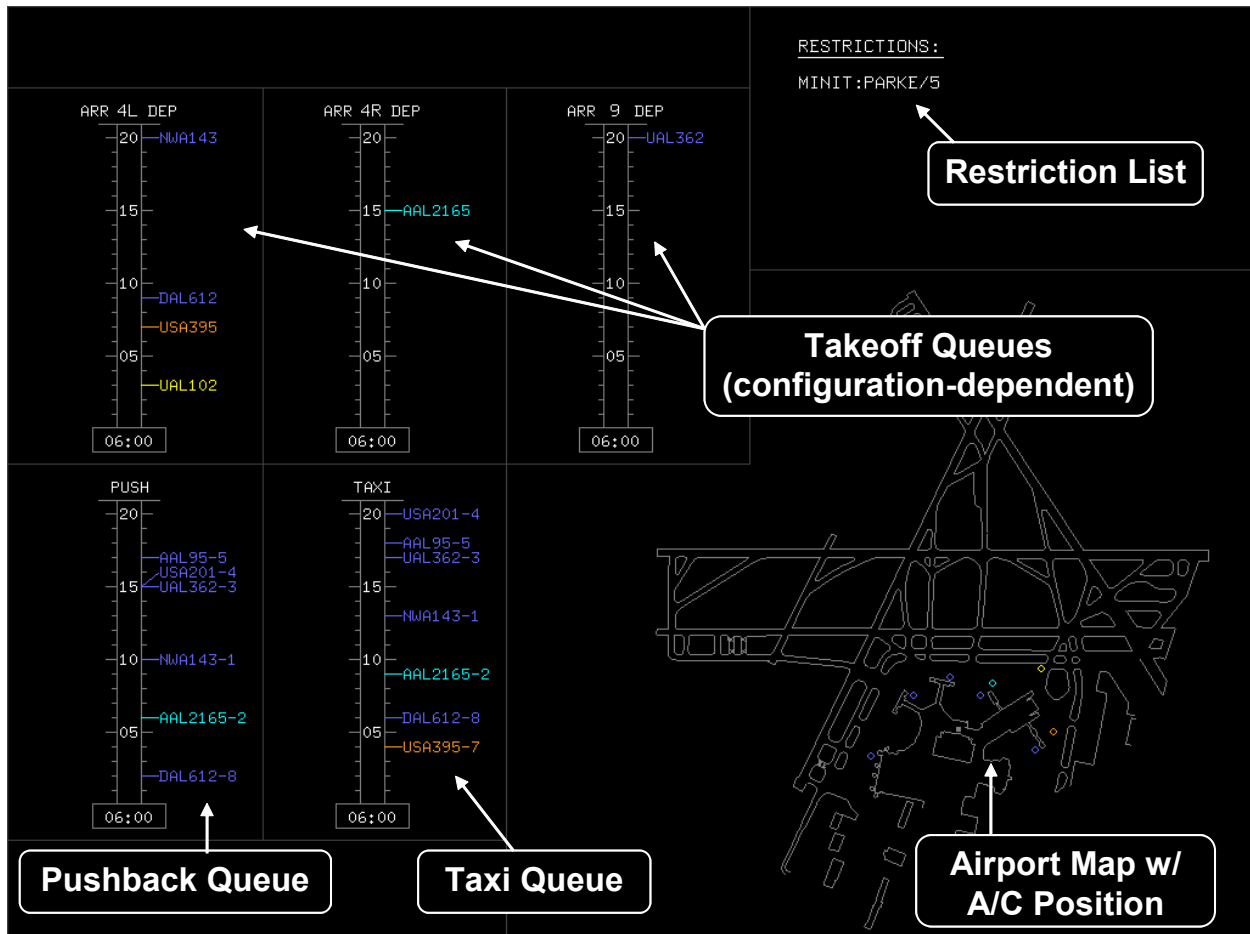 RESTRICTIONS:
MINIT:PARKE/5
Restriction List
ARR 4L DEP
20 NWA143
15
10
DAL612
USA395
05
UAL102
06:00
ARR 4R DEP
20
15 AAL2165
10
05
06:00
ARR 9 DEP
20 UAL362
15
10
05
06:00
Takeoff Queues
(configuration-dependent)
PUSH
20
AAL95-5
USA201-4
15 UAL362-3
10 NWA143-1
AAL2165-2
05
DAL612-8
06:00
TAXI
20 USA201-4
AAL95-5
UAL362-3
15
NWA143-1
10
AAL2165-2
DAL612-8
05
USA395-7
06:00
Pushback Queue
Taxi Queue
Airport Map w/
A/C Position